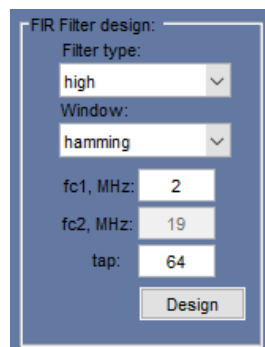 FIR Filter design:
Filter type:
high
Window:
hamming
fc1, MHz: 2
fc2, MHz: 19
tap: 64
Design